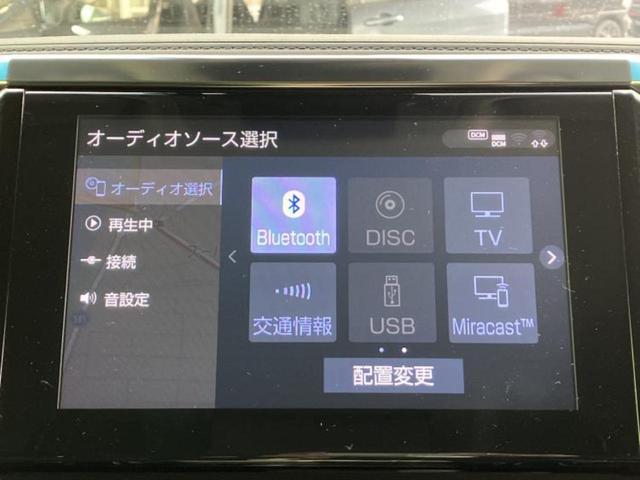 オーディオソース選択
DCM
DCM
オーディオ選択
再生中
接続
音設定
Bluetooth
DISC
TV
交通情報
USB
Miracast™
配置変更